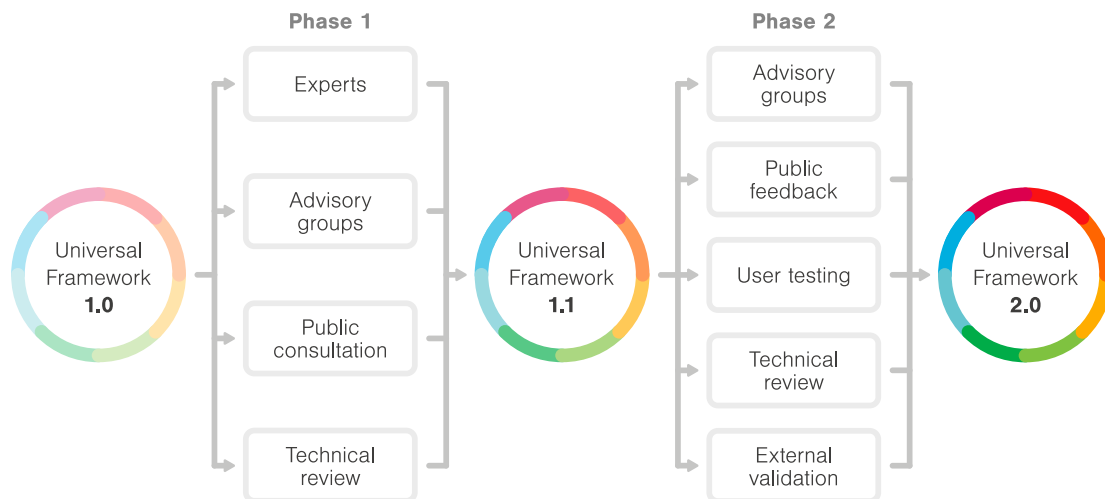 Phase 1
Phase 2
Universal
Framework
1.0
Experts
Advisory
groups
Public
consultation
Technical
review
Universal
Framework
1.1
Advisory
groups
Public
feedback
User testing
Technical
review
External
validation
Universal
Framework
2.0